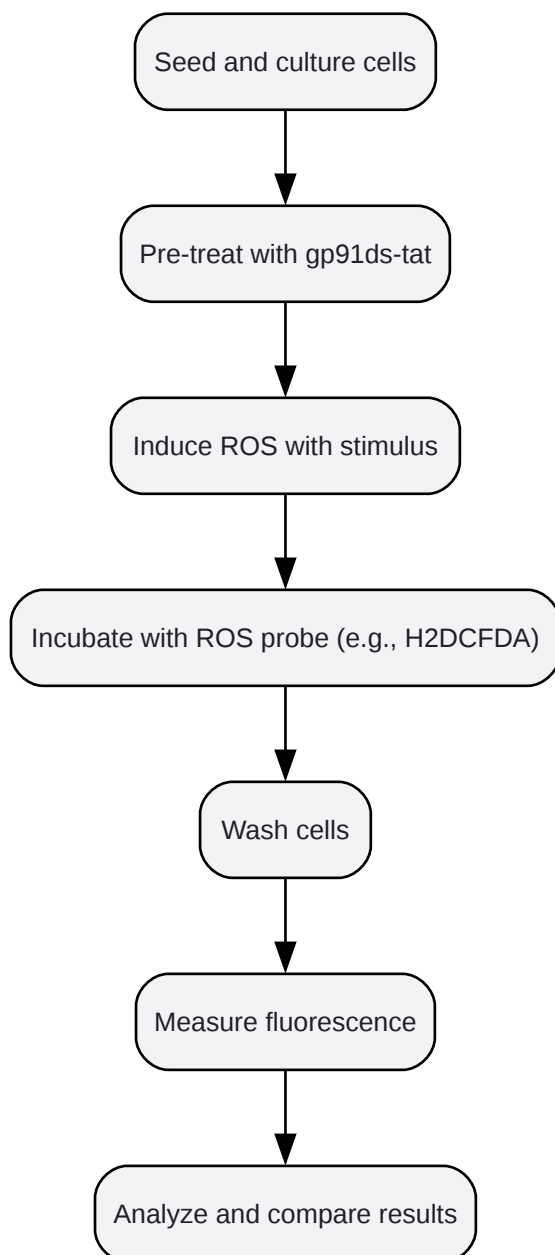 Seed and culture cells
Pre-treat with gp91ds-tat
Induce ROS with stimulus
Incubate with ROS probe (e.g., H2DCFDA)
Wash cells
Measure fluorescence
Analyze and compare results